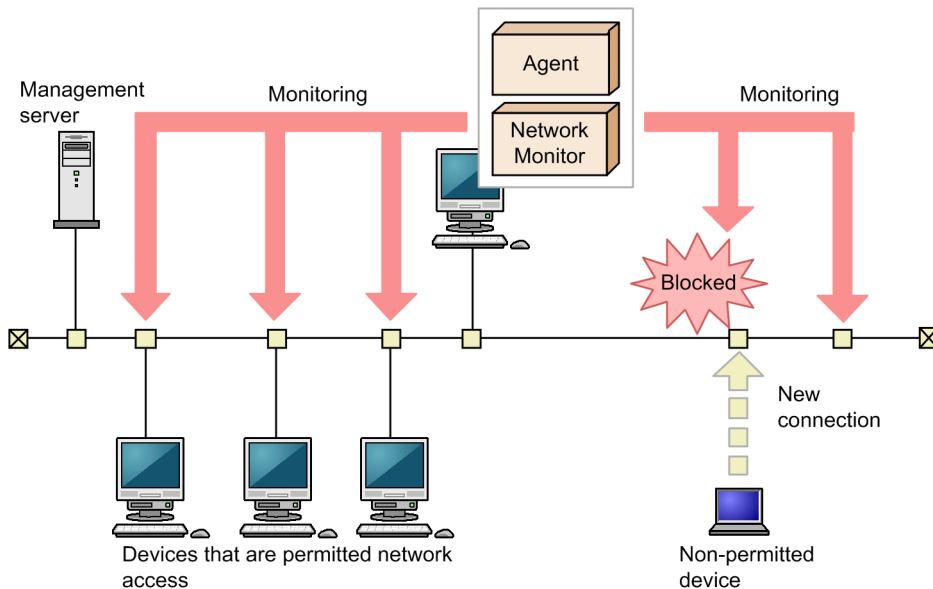 Agent
Network
Monitor
Management
server
Monitoring
Monitoring
Blocked
New
connection
Devices that are permitted network
access
Non-permitted
device